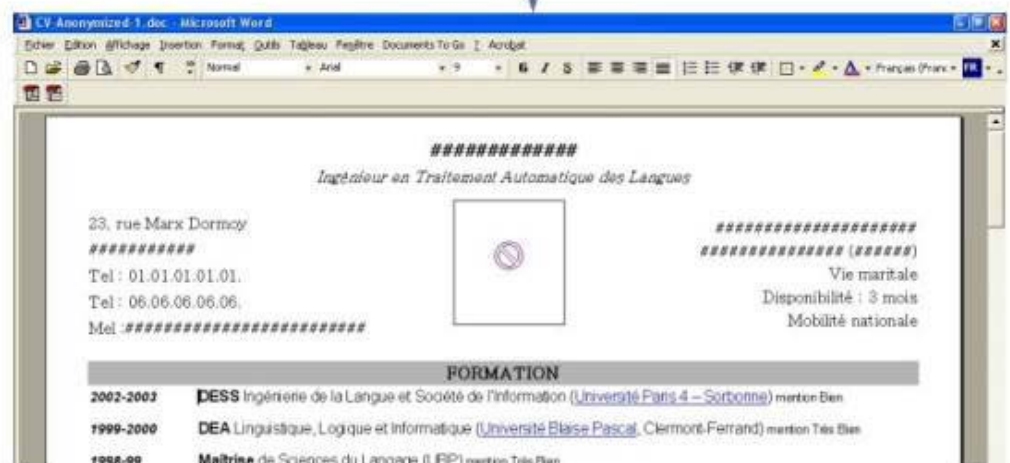 CV-Anonymized-1.doc - Microsoft Word
Fichier Edition Affichage Insertion Format Outils Tableau Fenêtre Documents To Go ? Acrobat
Normal Arial 9 G I S Français (Franc FR
#############
Ingénieur en Traitement Automatique des Langues
23, rue Marx Dormoy
###########
Tel : 01.01.01.01.01.
Tel : 06.06.06.06.06.
Mel :#########################
#####################
############### (######)
Vie maritale
Disponibilité : 3 mois
Mobilité nationale
FORMATION
2002-2003 DESS Ingénierie de la Langue et Société de l'Information (Université Paris 4 – Sorbonne) mention Bien
1999-2000 DEA Linguistique, Logique et Informatique (Université Blaise Pascal, Clermont-Ferrand) mention Très Bien
1998-99 Maîtrise de Sciences du Langage (UBP) mention Très Bien